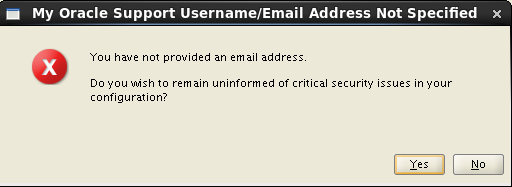 My Oracle Support Username/Email Address Not Specified
You have not provided an email address.
Do you wish to remain uninformed of critical security issues in your
configuration?
Yes
No